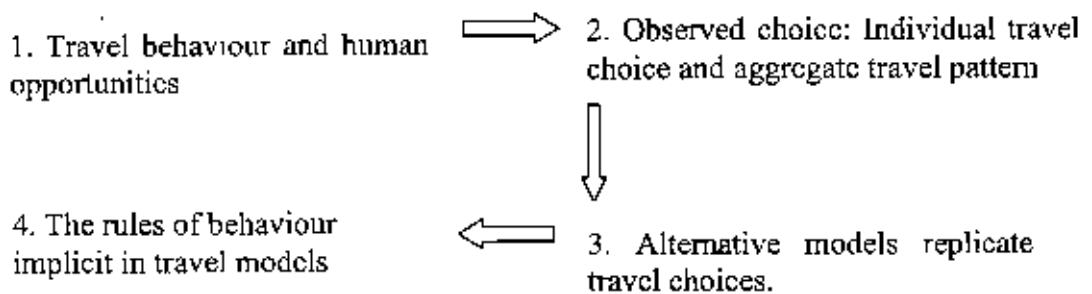 1. Travel behaviour and human
opportunities
2. Observed choice: Individual travel
choice and aggregate travel pattern
3. Alternative models replicate
travel choices.
4. The rules of behaviour
implicit in travel models